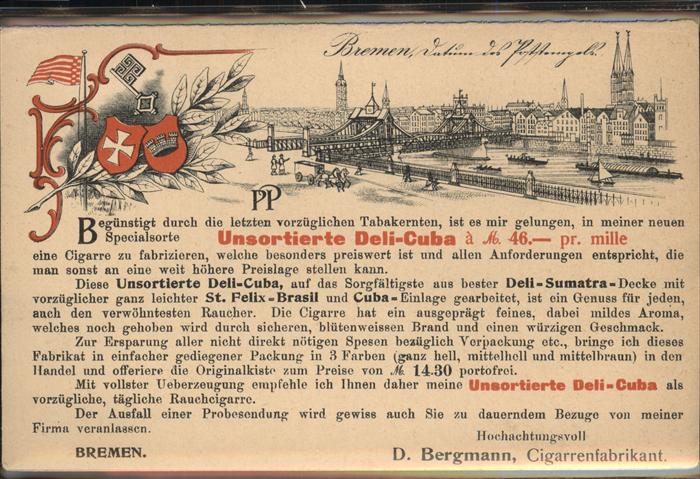 Bremen, Datum des Poststempels.
PP
Begünstigt durch die letzten vorzüglichen Tabakernten, ist es mir gelungen, in meiner neuen
Specialsorte Unsortierte Deli-Cuba à M. 46.— pr. mille
eine Cigarre zu fabrizieren, welche besonders preiswert ist und allen Anforderungen entspricht, die
man sonst an eine weit höhere Preislage stellen kann.
Diese Unsortierte Deli-Cuba, auf das Sorgfältigste aus bester Deli-Sumatra-Decke mit
vorzüglicher ganz leichter St. Felix-Brasil und Cuba-Einlage gearbeitet, ist ein Genuss für jeden,
auch den verwöhntesten Raucher. Die Cigarre hat ein ausgeprägt feines, dabei mildes Aroma,
welches noch gehoben wird durch sicheren, blütenweissen Brand und einen würzigen Geschmack.
Zur Ersparung aller nicht direkt nötigen Spesen bezüglich Verpackung etc., bringe ich dieses
Fabrikat in einfacher gediegener Packung in 3 Farben (ganz hell, mittelhell und mittelbraun) in den
Handel und offeriere die Originalkiste zum Preise von M. 14.30 portofrei.
Mit vollster Ueberzeugung empfehle ich Ihnen daher meine Unsortierte Deli-Cuba als
vorzügliche, tägliche Rauchcigarre.
Der Ausfall einer Probesendung wird gewiss auch Sie zu dauerndem Bezuge von meiner
Firma veranlassen.
Hochachtungsvoll
BREMEN. D. Bergmann, Cigarrenfabrikant.